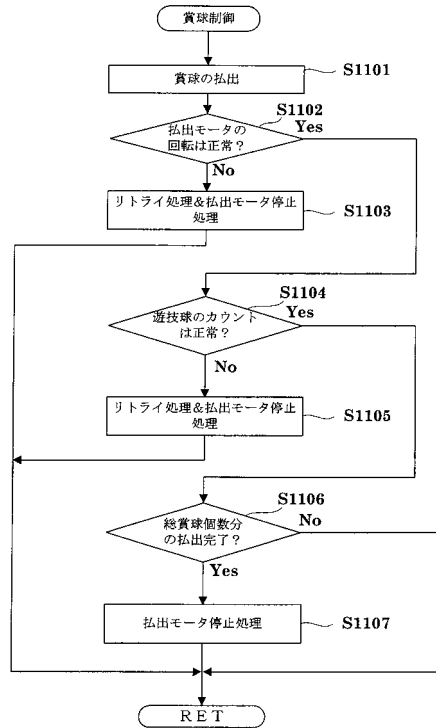 賞球制御
賞球の払出
S1101
S1102
払出モータの
回転は正常？
Yes
No
リトライ処理&払出モータ停止
処理
S1103
S1104
遊技球のカウント
は正常？
Yes
No
リトライ処理&払出モータ停止
処理
S1105
S1106
総賞球個数分
の払出完了？
No
Yes
払出モータ停止処理
S1107
RET